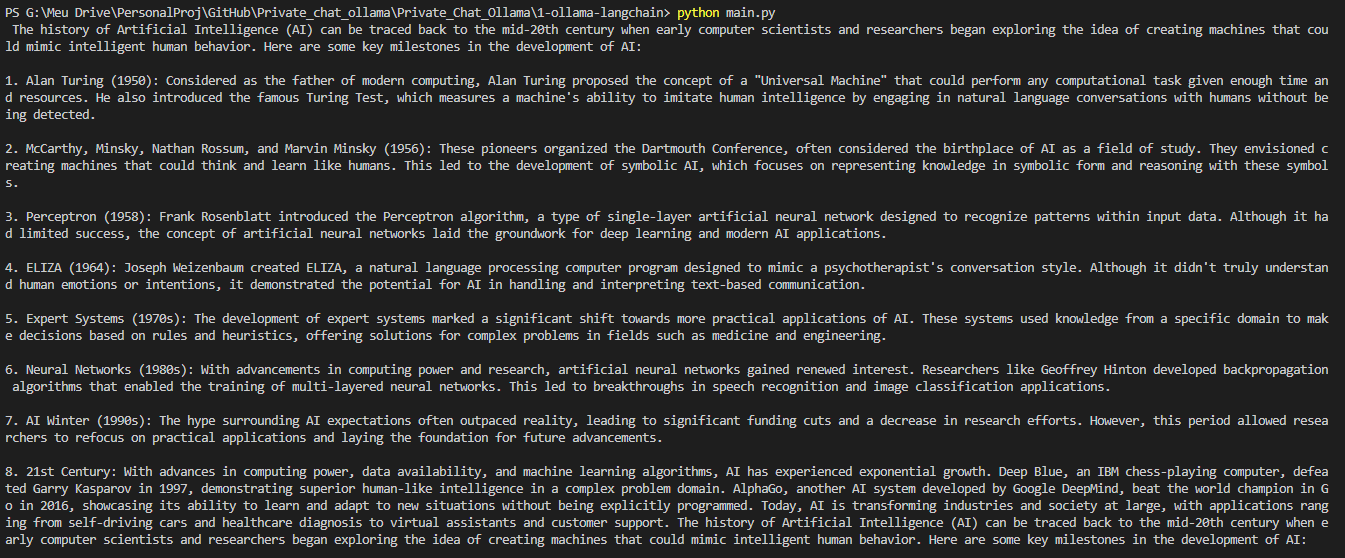 PS G:\Meu Drive\PersonalProj\GitHub\Private_chat_ollama\Private_Chat_Ollama\1-ollama-langchain> python main.py
 The history of Artificial Intelligence (AI) can be traced back to the mid-20th century when early computer scientists and researchers began exploring the idea of creating machines that cou
ld mimic intelligent human behavior. Here are some key milestones in the development of AI:

1. Alan Turing (1950): Considered as the father of modern computing, Alan Turing proposed the concept of a "Universal Machine" that could perform any computational task given enough time an
d resources. He also introduced the famous Turing Test, which measures a machine's ability to imitate human intelligence by engaging in natural language conversations with humans without be
ing detected.

2. McCarthy, Minsky, Nathan Rossum, and Marvin Minsky (1956): These pioneers organized the Dartmouth Conference, often considered the birthplace of AI as a field of study. They envisioned c
reating machines that could think and learn like humans. This led to the development of symbolic AI, which focuses on representing knowledge in symbolic form and reasoning with these symbol
s.

3. Perceptron (1958): Frank Rosenblatt introduced the Perceptron algorithm, a type of single-layer artificial neural network designed to recognize patterns within input data. Although it ha
d limited success, the concept of artificial neural networks laid the groundwork for deep learning and modern AI applications.

4. ELIZA (1964): Joseph Weizenbaum created ELIZA, a natural language processing computer program designed to mimic a psychotherapist's conversation style. Although it didn't truly understan
d human emotions or intentions, it demonstrated the potential for AI in handling and interpreting text-based communication.

5. Expert Systems (1970s): The development of expert systems marked a significant shift towards more practical applications of AI. These systems used knowledge from a specific domain to mak
e decisions based on rules and heuristics, offering solutions for complex problems in fields such as medicine and engineering.

6. Neural Networks (1980s): With advancements in computing power and research, artificial neural networks gained renewed interest. Researchers like Geoffrey Hinton developed backpropagation
 algorithms that enabled the training of multi-layered neural networks. This led to breakthroughs in speech recognition and image classification applications.

7. AI Winter (1990s): The hype surrounding AI expectations often outpaced reality, leading to significant funding cuts and a decrease in research efforts. However, this period allowed resea
rchers to refocus on practical applications and laying the foundation for future advancements.

8. 21st Century: With advances in computing power, data availability, and machine learning algorithms, AI has experienced exponential growth. Deep Blue, an IBM chess-playing computer, defea
ted Garry Kasparov in 1997, demonstrating superior human-like intelligence in a complex problem domain. AlphaGo, another AI system developed by Google DeepMind, beat the world champion in G
o in 2016, showcasing its ability to learn and adapt to new situations without being explicitly programmed. Today, AI is transforming industries and society at large, with applications rang
ing from self-driving cars and healthcare diagnosis to virtual assistants and customer support. The history of Artificial Intelligence (AI) can be traced back to the mid-20th century when e
arly computer scientists and researchers began exploring the idea of creating machines that could mimic intelligent human behavior. Here are some key milestones in the development of AI: